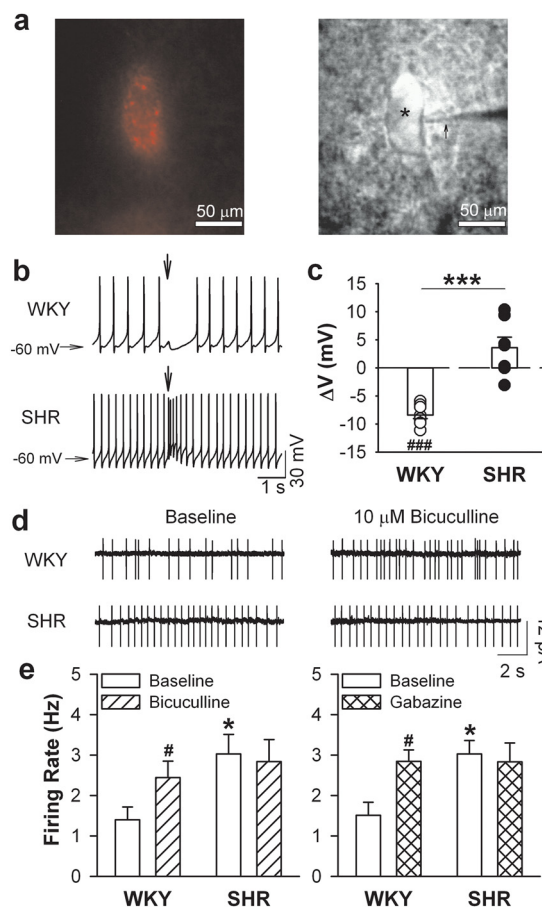 a
50 μm
50 μm
*
b
WKY
-60 mV
SHR
-60 mV
30 mV
1 s
c
***
ΔV (mV)
15
10
5
0
-5
-10
-15
###
WKY
SHR
d
Baseline
10 μM Bicuculline
WKY
SHR
2 s
e
Firing Rate (Hz)
5
4
3
2
1
0
Baseline
Bicuculline
#
*
WKY
SHR
5
4
3
2
1
0
Baseline
Gabazine
#
*
WKY
SHR